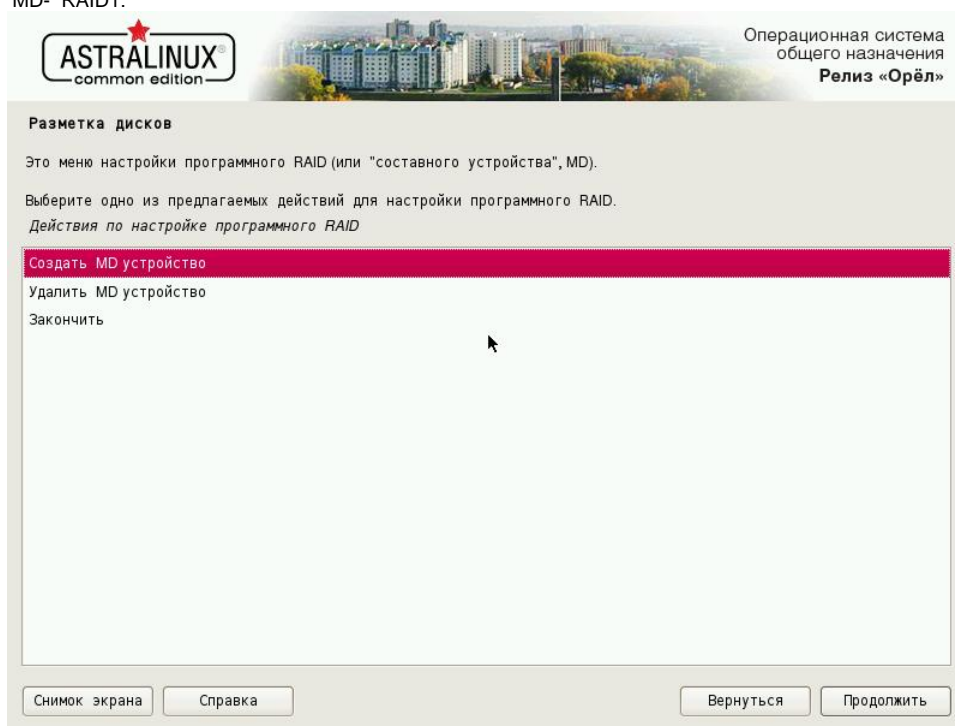 MD- RAID1.
ASTRALINUX®
common edition
Операционная система
общего назначения
Релиз «Орёл»
Разметка дисков
Это меню настройки программного RAID (или "составного устройства", MD).
Выберите одно из предлагаемых действий для настройки программного RAID.
Действия по настройке программного RAID
Создать MD устройство
Удалить MD устройство
Закончить
Снимок экрана
Справка
Вернуться
Продолжить